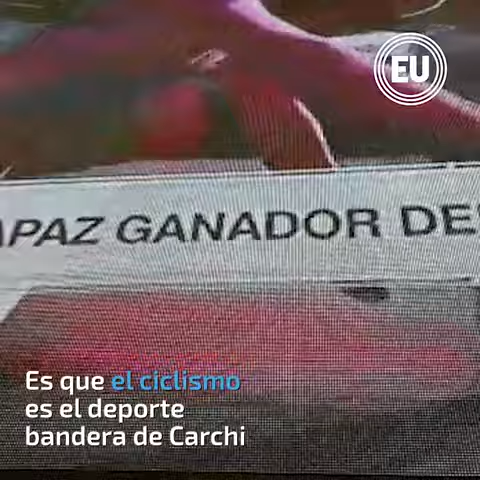 EU
APAZ GANADOR DE
Es que el ciclismo
es el deporte
bandera de Carchi